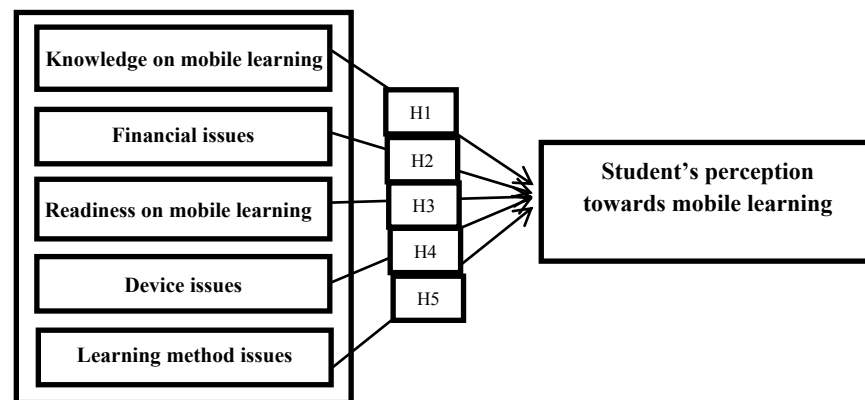 Knowledge on mobile learning
Financial issues
Readiness on mobile learning
Device issues
Learning method issues
H1
H2
H3
H4
H5
Student’s perception
towards mobile learning